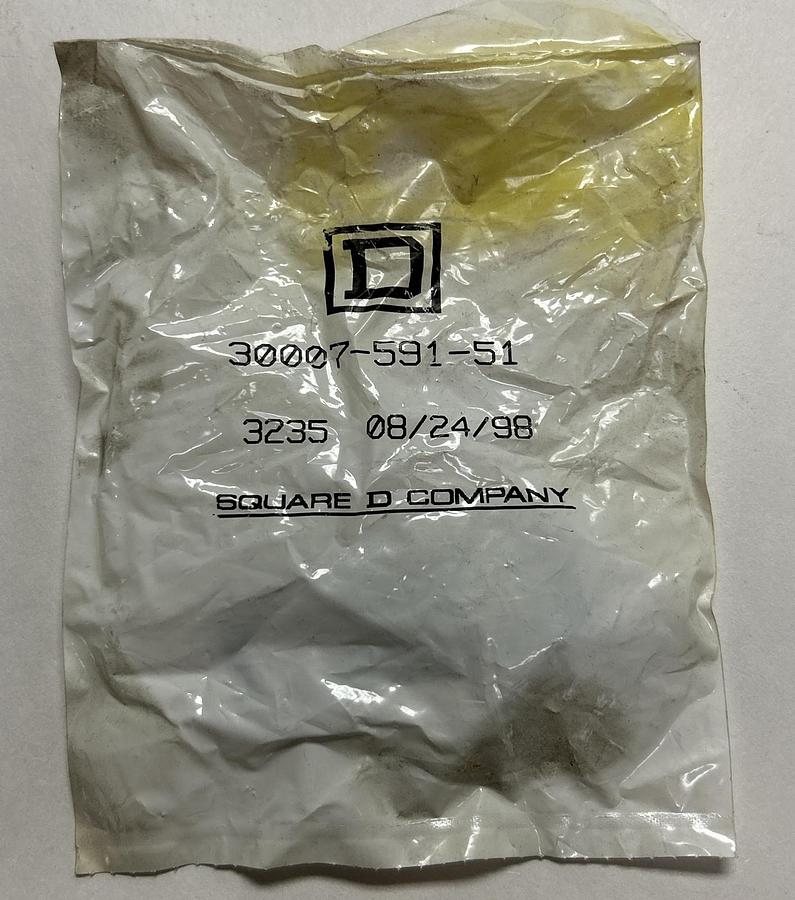 D
30007-591-51
3235 08/24/98
SQUARE D COMPANY